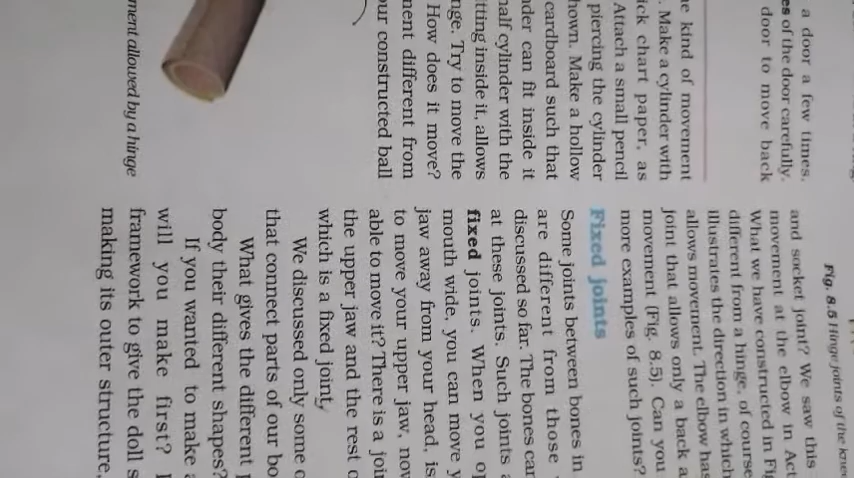 a door a few times.
es of the door carefully.
door to move back
e kind of movement
. Make a cylinder with
ick chart paper, as
Attach a small pencil
piercing the cylinder
hown. Make a hollow
cardboard such that
nder can fit inside it
half cylinder with the
itting inside it, allows
nge. Try to move the
How does it move?
nent different from
ur constructed ball
ment allowed by a hinge
Fig. 8.5 Hinge joints of the knee
and socket joint? We saw this
movement at the elbow in Act
What we have constructed in Fig
different from a hinge, of course
illustrates the direction in which
allows movement. The elbow has
joint that allows only a back a
movement (Fig. 8.5). Can you
more examples of such joints?
Fixed joints
Some joints between bones in
are different from those
discussed so far. The bones can
at these joints. Such joints a
fixed joints. When you op
mouth wide, you can move y
jaw away from your head, is
to move your upper jaw, now
able to move it? There is a join
the upper jaw and the rest o
which is a fixed joint,
We discussed only some o
that connect parts of our bo
What gives the different p
body their different shapes?
If you wanted to make a
will you make first?
framework to give the doll s
making its outer structure,